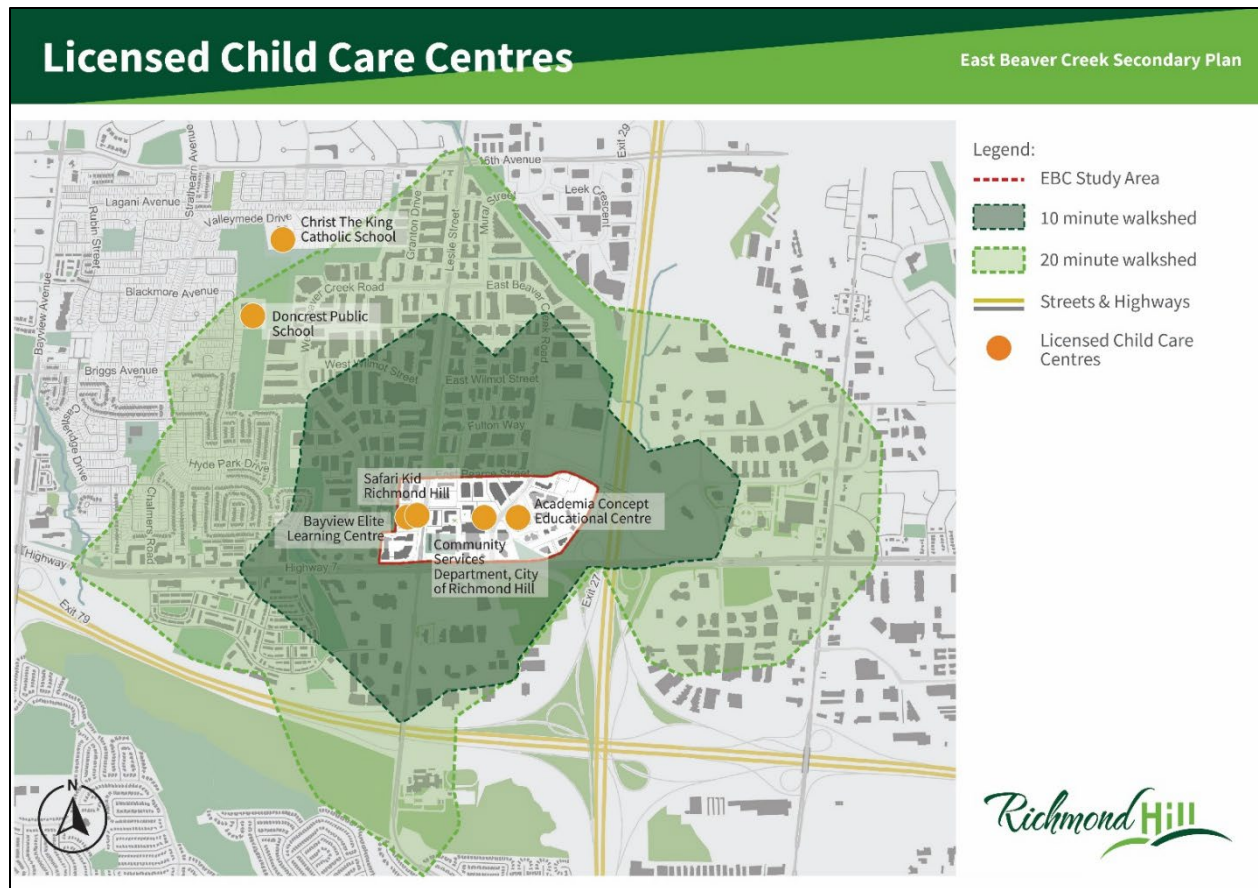 Licensed Child Care Centres
East Beaver Creek Secondary Plan
Legend:
EBC Study Area
10 minute walkshed
20 minute walkshed
Streets & Highways
Licensed Child Care
Centres
16th Avenue
Exit 29
Leek Crescent
Strathearn Avenue
Lagani Avenue
Rubin Street
Valleymede Drive
Christ The King
Catholic School
Granton Drive
Leslie Street
Mural Street
Blackmore Avenue
Creek Road
East Beaver Creek Road
Doncrest Public
School
Bayview Avenue
Briggs Avenue
West Wilmot Street
East Wilmot Street
Castleridge Drive
Fulton Way
Hyde Park Drive
Chalmers Road
Safari Kid
Richmond Hill
Bayview Elite
Learning Centre
Academia Concept
Educational Centre
Community
Services
Department, City
of Richmond Hill
Highway 7
Highway 7
Exit 27
Exit 79
N
Richmond Hill